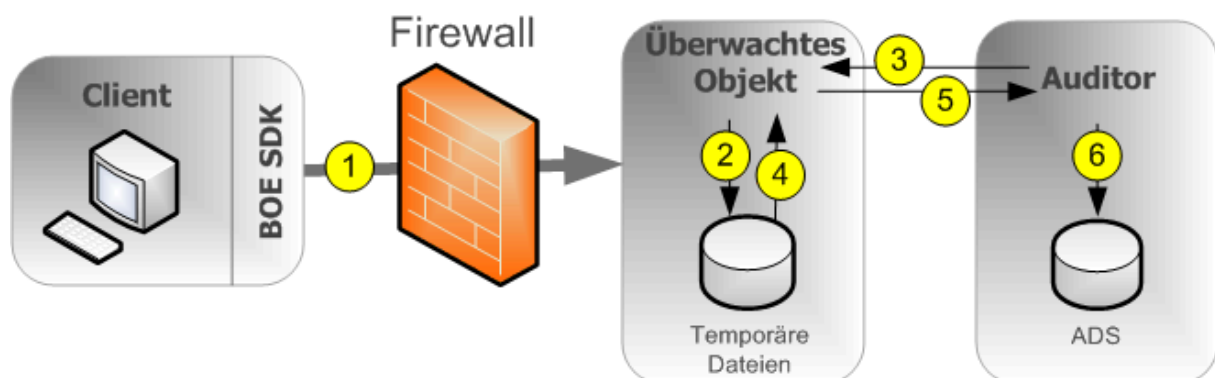 Firewall
Client
BOE SDK
1
Überwachtes
Objekt
2
4
Temporäre
Dateien
3
5
Auditor
6
ADS